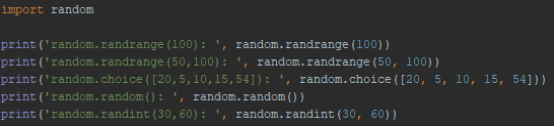 import random
print('random.randrange(100): ', random.randrange(100))
print('random.randrange(50,100): ', random.randrange(50, 100))
print('random.choice([20,5,10,15,54]): ', random.choice([20, 5, 10, 15, 54]))
print('random.random(): ', random.random())
print('random.randint(30,60): ', random.randint(30, 60))